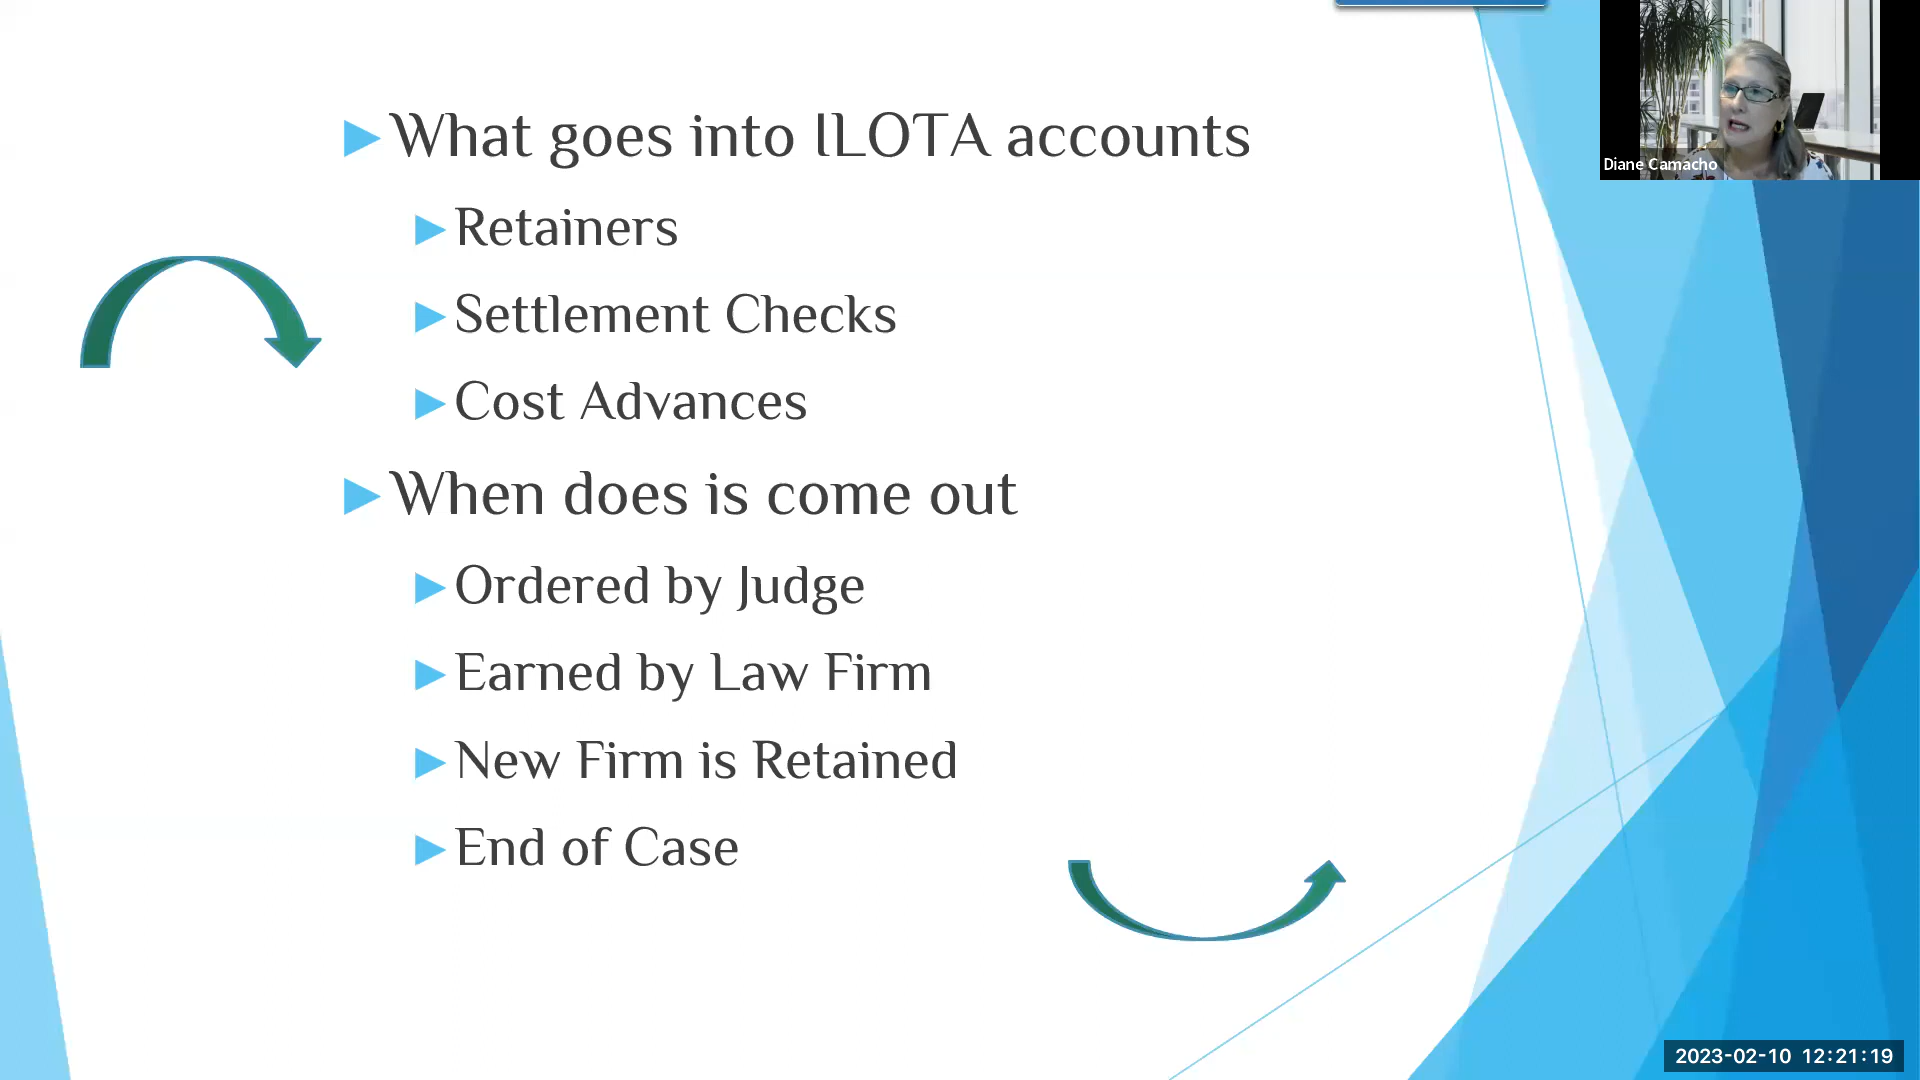 What goes into ILOTA accounts
Retainers
Settlement Checks
Cost Advances
When does is come out
Ordered by Judge
Earned by Law Firm
New Firm is Retained
End of Case
Diane Camacho
2023-02-10 12:21:19